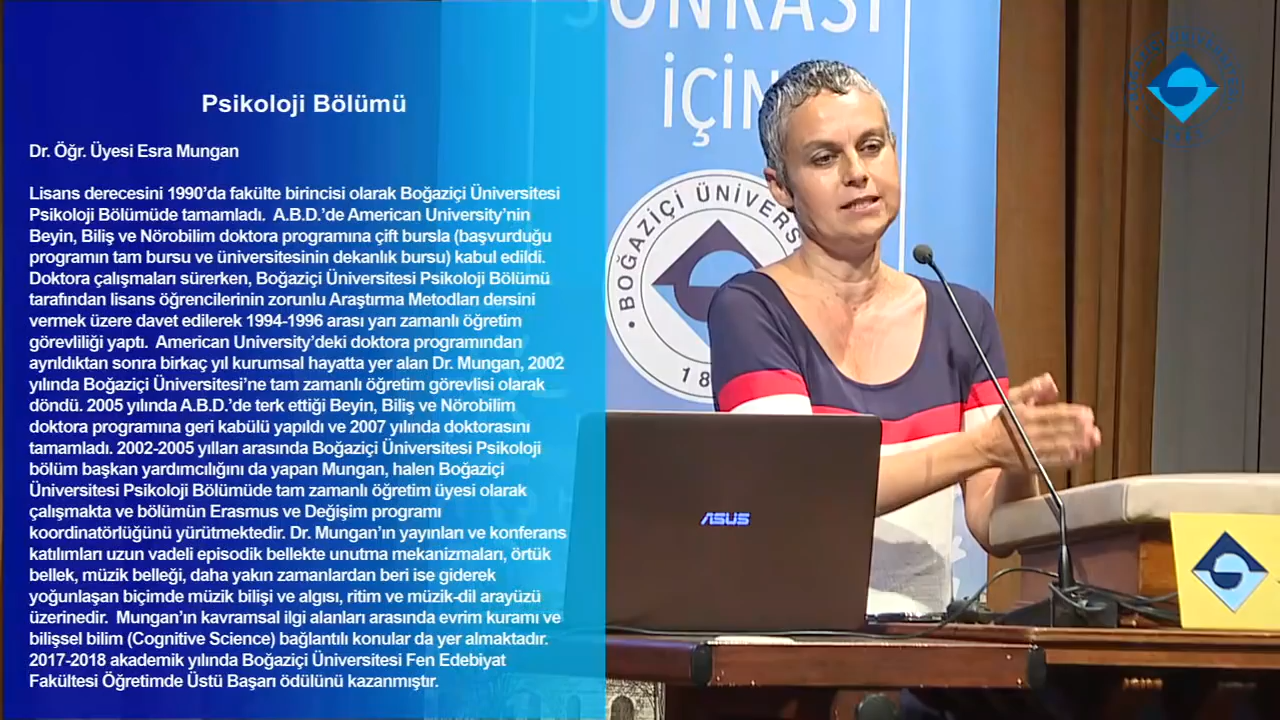 Psikoloji Bölümü
Dr. Öğr. Üyesi Esra Mungan
Lisans derecesini 1990'da fakülte birincisi olarak Boğaziçi Üniversitesi
Psikoloji Bölümüde tamamladı. A.B.D.'de American University'nin
Beyin, Biliş ve Nörobilim doktora programına çift bursla (başvurduğu
programın tam bursu ve üniversitesinin dekanlık bursu) kabul edildi.
Doktora çalışmaları sürerken, Boğaziçi Üniversitesi Psikoloji Bölümü
tarafından lisans öğrencilerinin zorunlu Araştırma Metodları dersini
vermek üzere davet edilerek 1994-1996 arası yarı zamanlı öğretim
görevliliği yaptı. American University'deki doktora programından
ayrıldıktan sonra birkaç yıl kurumsal hayatta yer alan Dr. Mungan, 2002
yılında Boğaziçi Üniversitesi'ne tam zamanlı öğretim görevlisi olarak
döndü. 2005 yılında A.B.D.'de terk ettiği Beyin, Biliş ve Nörobilim
doktora programına geri kabülü yapıldı ve 2007 yılında doktorasını
tamamladı. 2002-2005 yılları arasında Boğaziçi Üniversitesi Psikoloji
bölüm başkan yardımcılığını da yapan Mungan, halen Boğaziçi
Üniversitesi Psikoloji Bölümüde tam zamanlı öğretim üyesi olarak
çalışmakta ve bölümün Erasmus ve Değişim programı
koordinatörlüğünü yürütmektedir. Dr. Mungan'ın yayınları ve konferans
katılımları uzun vadeli episodik bellekte unutma mekanizmaları, örtük
bellek, müzik belleği, daha yakın zamanlardan beri ise giderek
yoğunlaşan biçimde müzik bilişi ve algısı, ritim ve müzik-dil arayüzü
üzerinedir. Mungan'ın kavramsal ilgi alanları arasında evrim kuramı ve
bilişsel bilim (Cognitive Science) bağlantılı konular da yer almaktadır.
2017-2018 akademik yılında Boğaziçi Üniversitesi Fen Edebiyat
Fakültesi Öğretimde Üstü Başarı ödülünü kazanmıştır.
SONRASI
İÇİN
BOĞAZİÇİ ÜNİVERS
ASUS